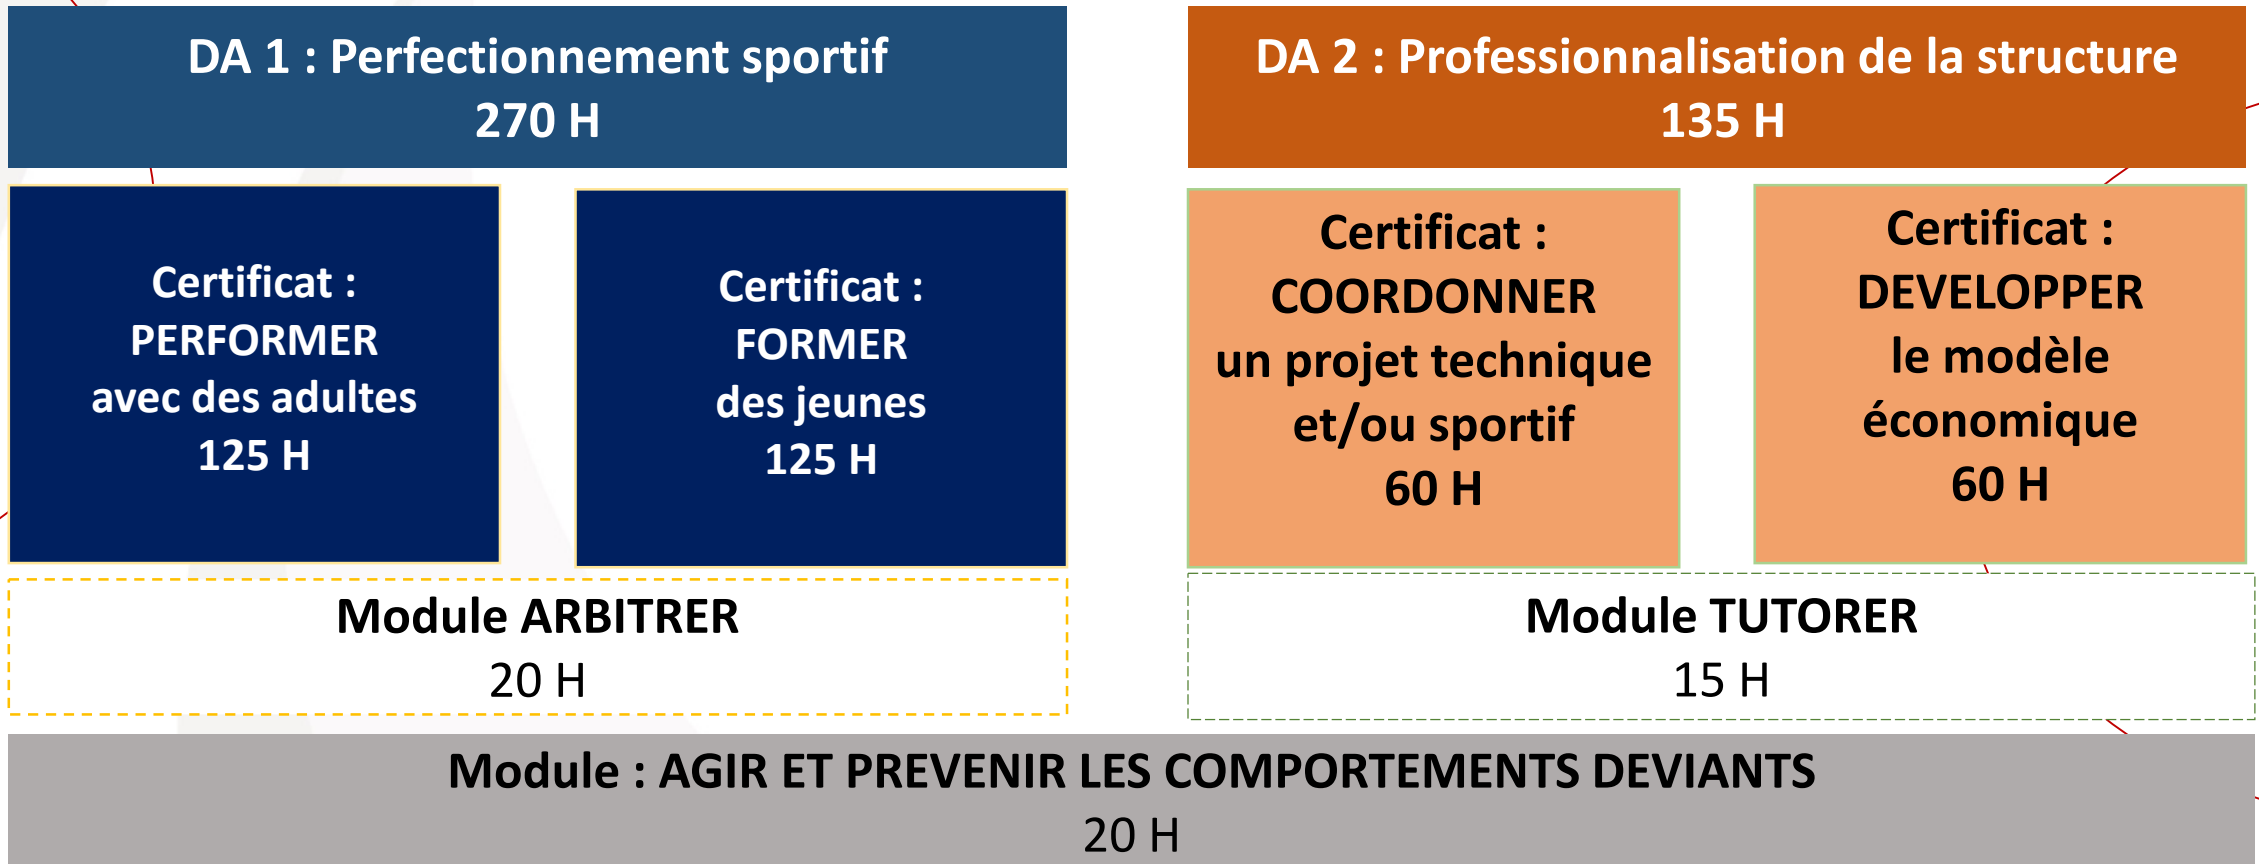 DA 1 : Perfectionnement sportif
270 H
DA 2 : Professionnalisation de la structure
135 H
Certificat :
PERFORMER
avec des adultes
125 H
Certificat :
FORMER
des jeunes
125 H
Certificat :
COORDONNER
un projet technique
et/ou sportif
60 H
Certificat :
DEVELOPPER
le modèle
économique
60 H
Module ARBITRER
20 H
Module TUTORER
15 H
Module : AGIR ET PREVENIR LES COMPORTEMENTS DEVIANTS
20 H